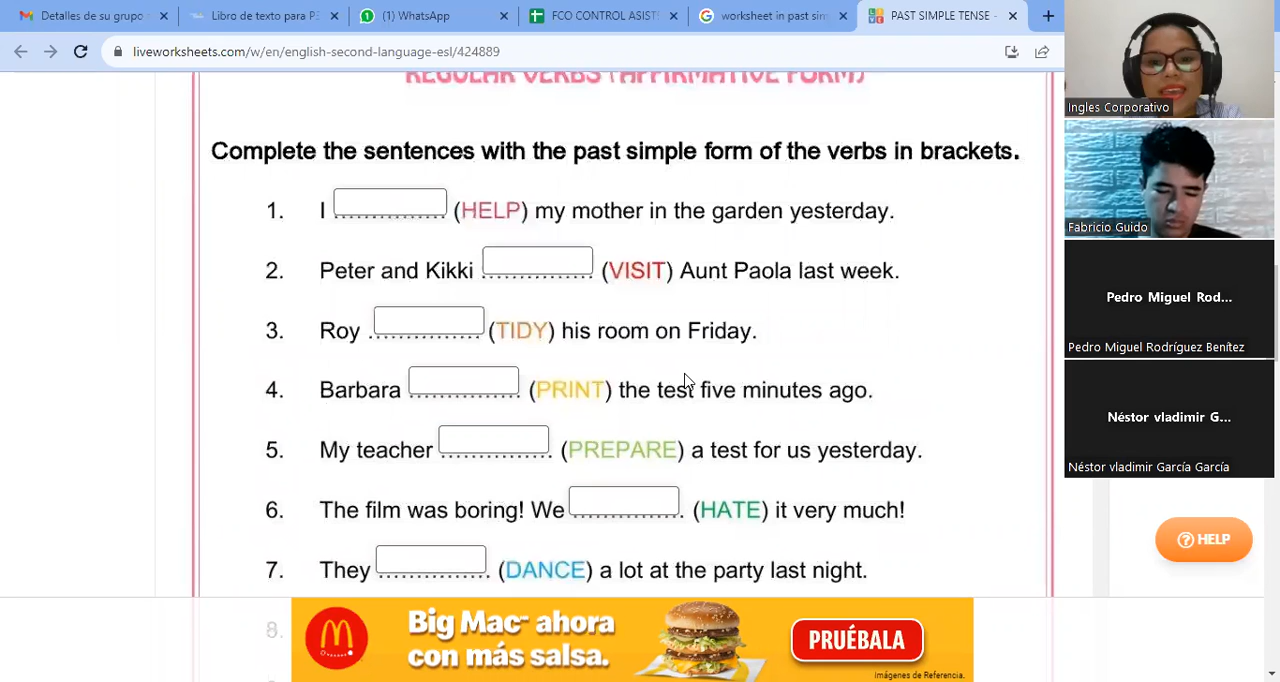 Detalles de su grupo
Libro de texto para P
(1) WhatsApp
FCO CONTROL ASIST
worksheet in past sim
PAST SIMPLE TENSE -
liveworksheets.com/w/en/english-second-language-esl/424889
REGULAR VERBS (AFFIRMATIVE FORM)
Complete the sentences with the past simple form of the verbs in brackets.
1. I .............. (HELP) my mother in the garden yesterday.
2. Peter and Kikki .............. (VISIT) Aunt Paola last week.
3. Roy .............. (TIDY) his room on Friday.
4. Barbara .............. (PRINT) the test five minutes ago.
5. My teacher .............. (PREPARE) a test for us yesterday.
6. The film was boring! We .............. (HATE) it very much!
7. They .............. (DANCE) a lot at the party last night.
8.
Big Mac ahora
con más salsa.
PRUÉBALA
Imágenes de Referencia.
Ingles Corporativo
Fabricio Guido
Pedro Miguel Rod...
Pedro Miguel Rodríguez Benítez
Néstor vladimir G...
Néstor vladimir García García
HELP